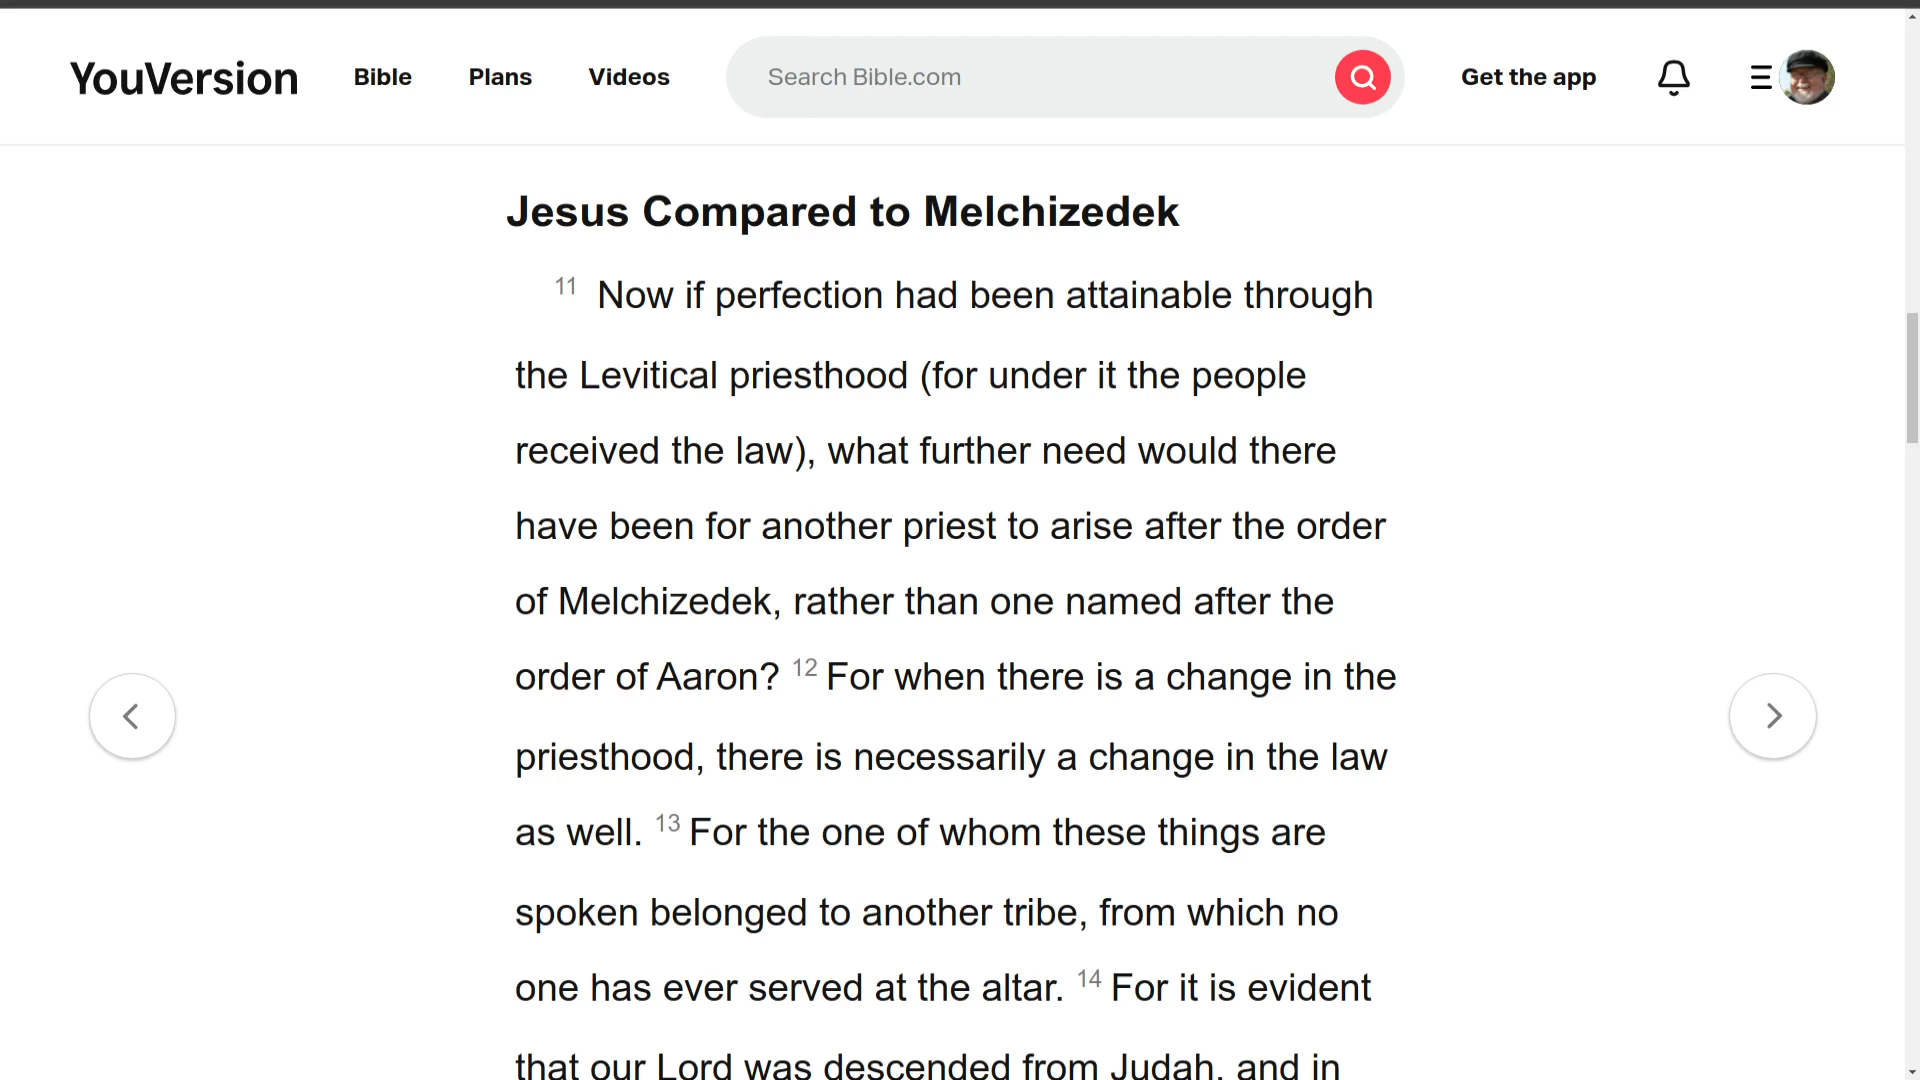 YouVersion Bible Plans Videos Search Bible.com Get the app
Jesus Compared to Melchizedek
11 Now if perfection had been attainable through
the Levitical priesthood (for under it the people
received the law), what further need would there
have been for another priest to arise after the order
of Melchizedek, rather than one named after the
order of Aaron? 12 For when there is a change in the
priesthood, there is necessarily a change in the law
as well. 13 For the one of whom these things are
spoken belonged to another tribe, from which no
one has ever served at the altar. 14 For it is evident
that our Lord was descended from Judah, and in